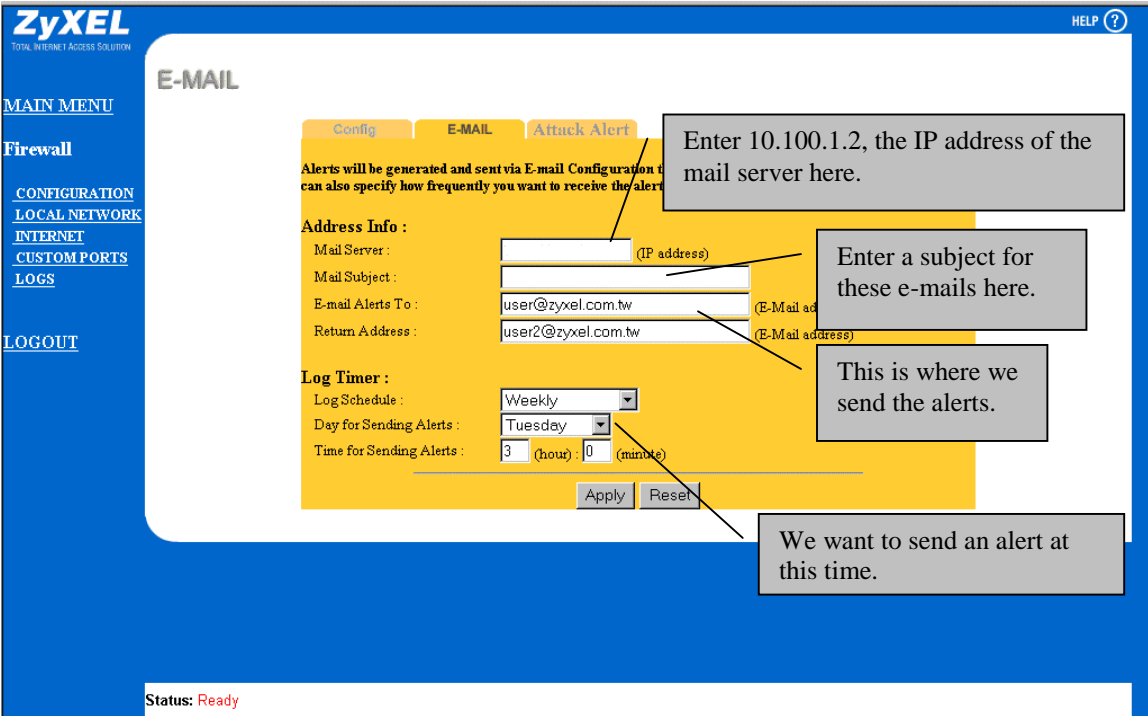 ZyXEL
TOTAL INTERNET ACCESS SOLUTION
HELP ?
MAIN MENU
Firewall
CONFIGURATION
LOCAL NETWORK
INTERNET
CUSTOM PORTS
LOGS
LOGOUT
E-MAIL
Config
E-MAIL
Attack Alert
Alerts will be generated and sent via E-mail Configuration
can also specify how frequently you want to receive the alert
Address Info :
Mail Server : (IP address)
Mail Subject :
E-mail Alerts To : user@zyxel.com.tw (E-Mail ad
Return Address : user2@zyxel.com.tw (E-Mail address)
Log Timer :
Log Schedule : Weekly
Day for Sending Alerts : Tuesday
Time for Sending Alerts : 3 (hour) : 0 (minute)
Apply Reset
Enter 10.100.1.2, the IP address of the
mail server here.
Enter a subject for
these e-mails here.
This is where we
send the alerts.
We want to send an alert at
this time.
Status: Ready